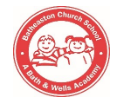 Batheaston Church School
A Bath & Wells Academy